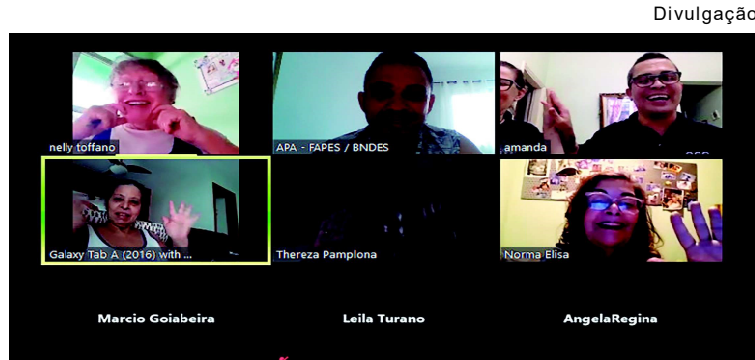 Divulgação
nelly toffano
APA - FAPES / BNDES
amanda
Galaxy Tab A (2016) with ...
Thereza Pamplona
Norma Elisa
Marcio Goiabeira
Leila Turano
AngelaRegina